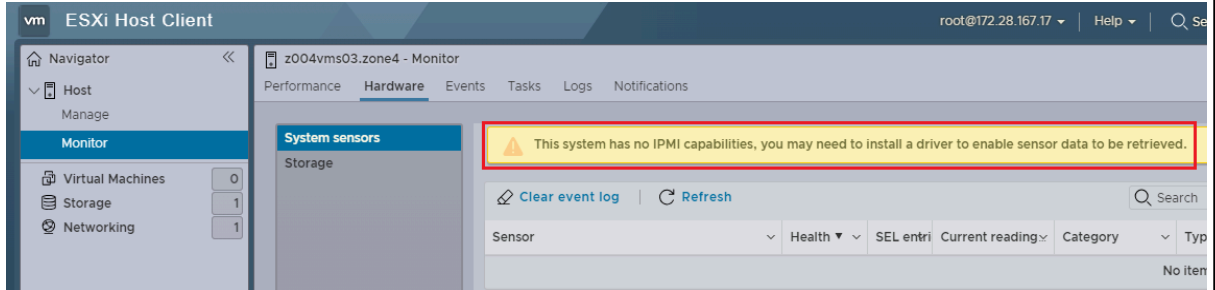 vm ESXi Host Client root@172.28.167.17 Help Se
Navigator
z004vms03.zone4 - Monitor
Host
Performance Hardware Events Tasks Logs Notifications
Manage
Monitor
System sensors
This system has no IPMI capabilities, you may need to install a driver to enable sensor data to be retrieved.
Storage
Virtual Machines 0
Storage 1
Clear event log Refresh Search
Networking 1
Sensor Health SEL entri Current reading Category Typ
No item